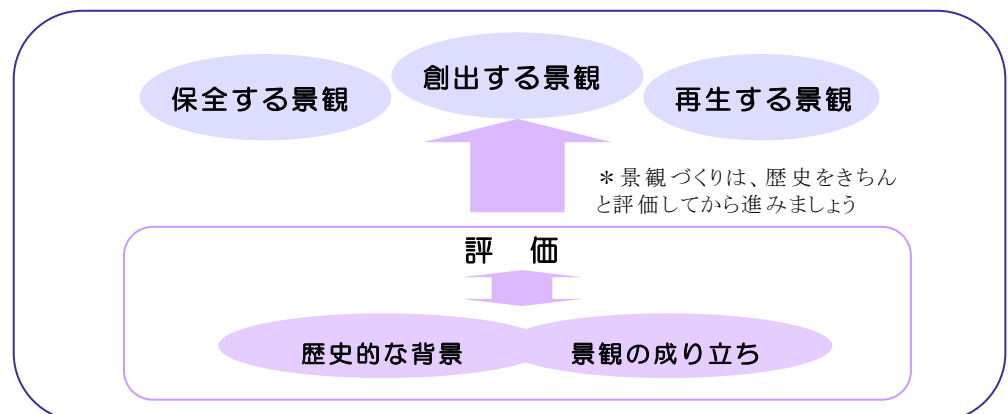 創出する景観
保全する景観
再生する景観
＊景観づくりは、歴史をきちん
と評価してから進みましょう
評　価
歴史的な背景
景観の成り立ち